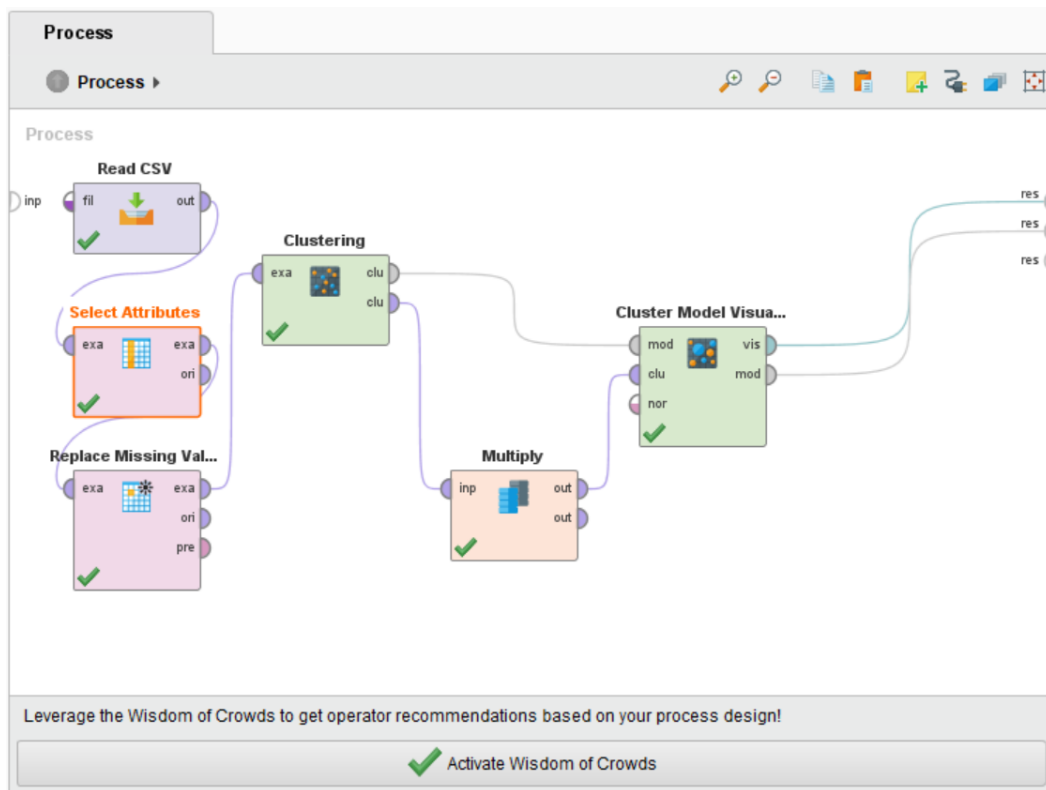 Process
Process
Process
Read CSV
inp
fil
out
res
res
res
Clustering
exa
clu
clu
Select Attributes
exa
exa
ori
Cluster Model Visua...
mod
vis
clu
mod
nor
Replace Missing Val...
exa
exa
ori
pre
Multiply
inp
out
out
Leverage the Wisdom of Crowds to get operator recommendations based on your process design!
Activate Wisdom of Crowds